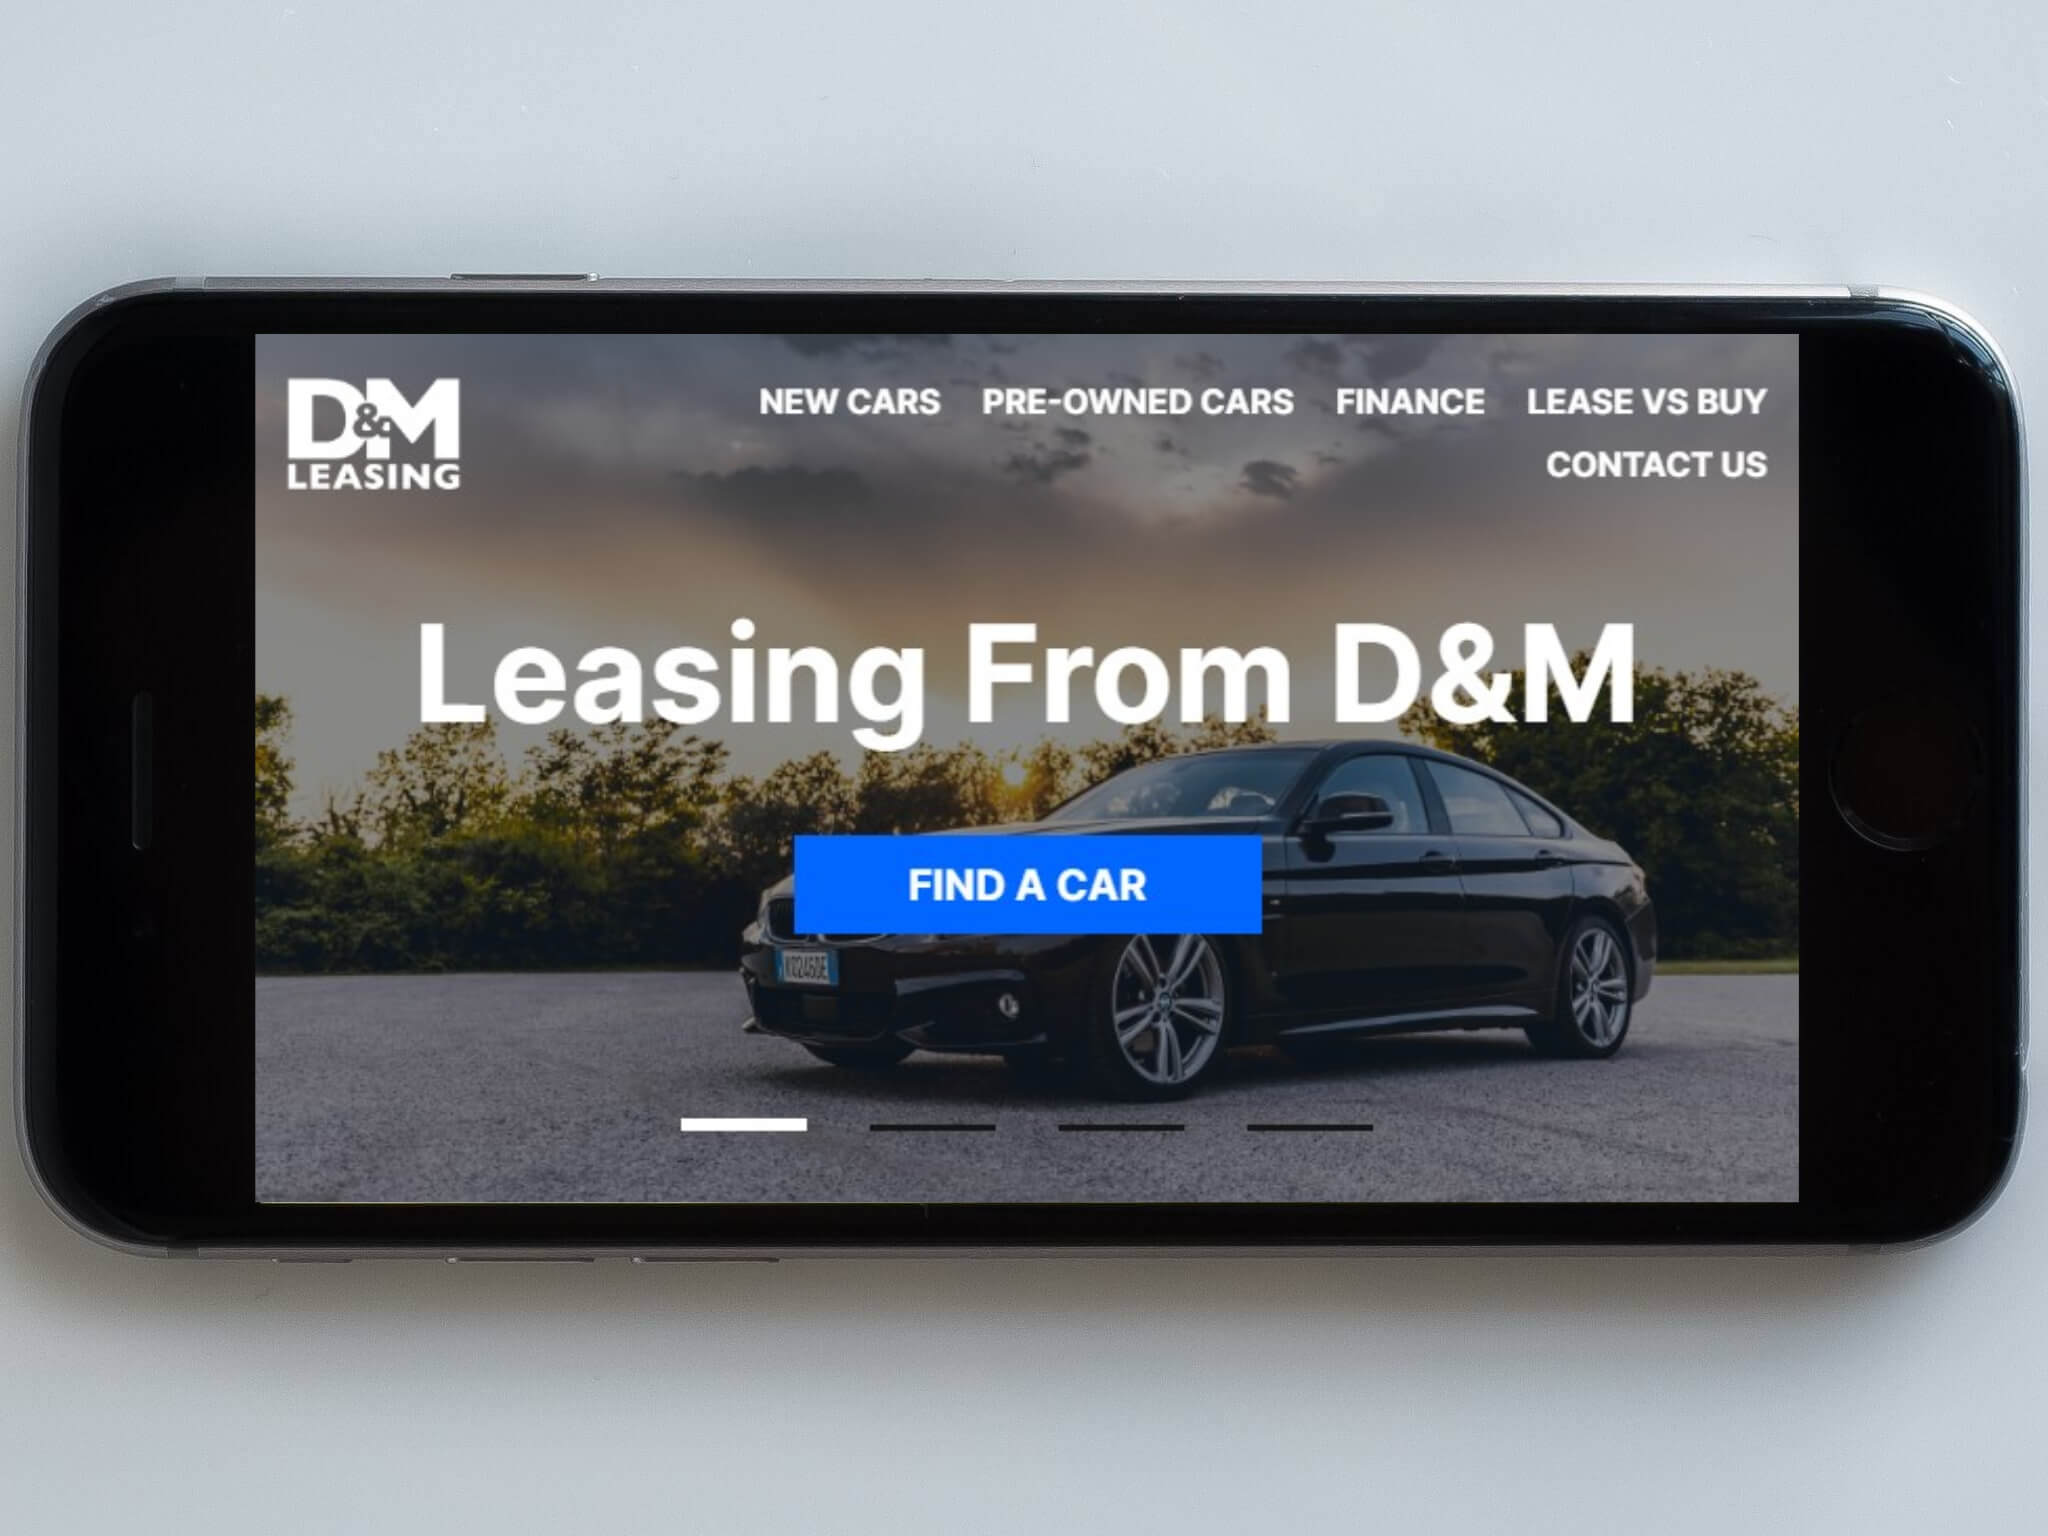 D&M
LEASING
NEW CARS PRE-OWNED CARS FINANCE LEASE VS BUY
CONTACT US
Leasing From D&M
FIND A CAR